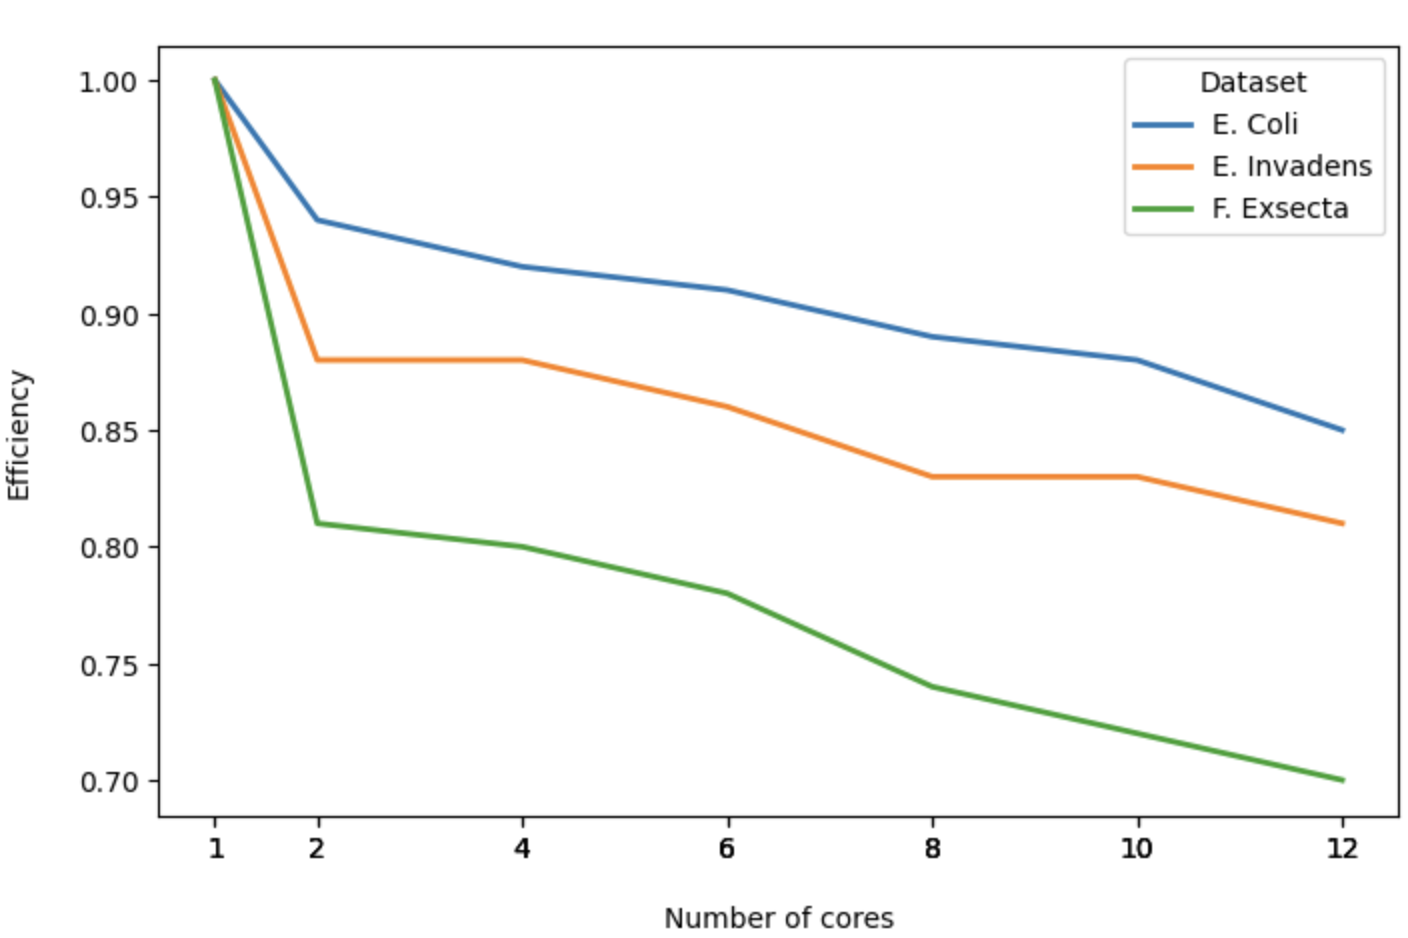 1.00
0.95
0.90
0.85
0.80
0.75
0.70
Efficiency
Dataset
E. Coli
E. Invadens
F. Exsecta
1 2 4 6 8 10 12
Number of cores